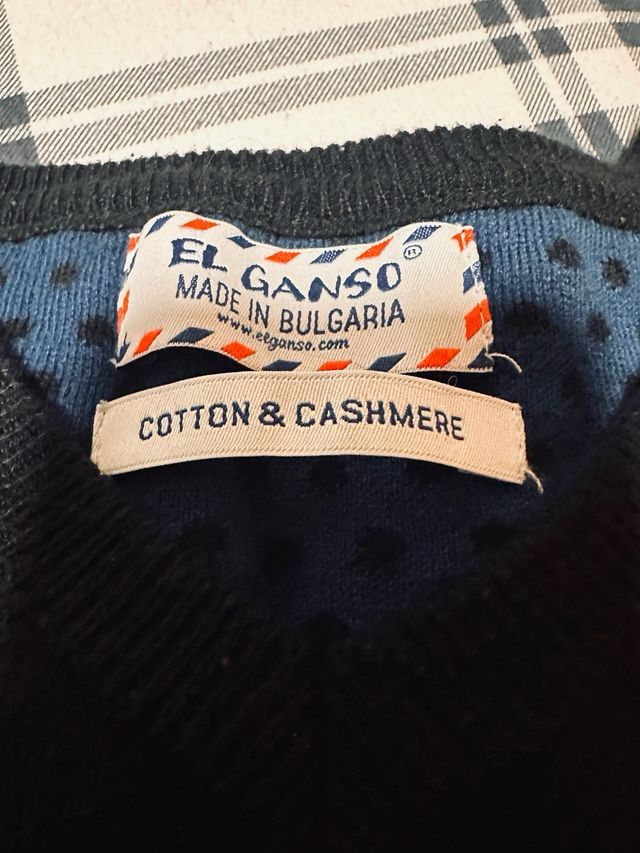 EL GANSO®
MADE IN BULGARIA
www.elganso.com
COTTON & CASHMERE